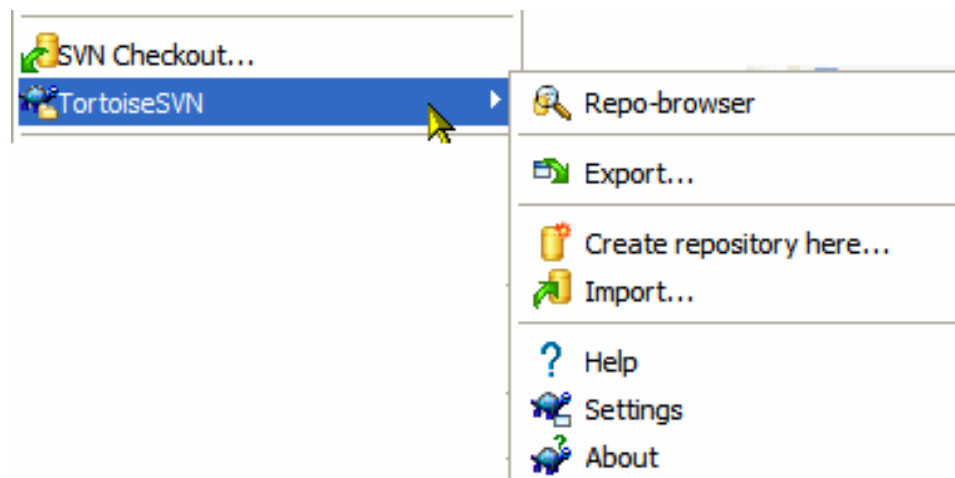 SVN Checkout...
TortoiseSVN
Repo-browser
Export...
Create repository here...
Import...
Help
Settings
About